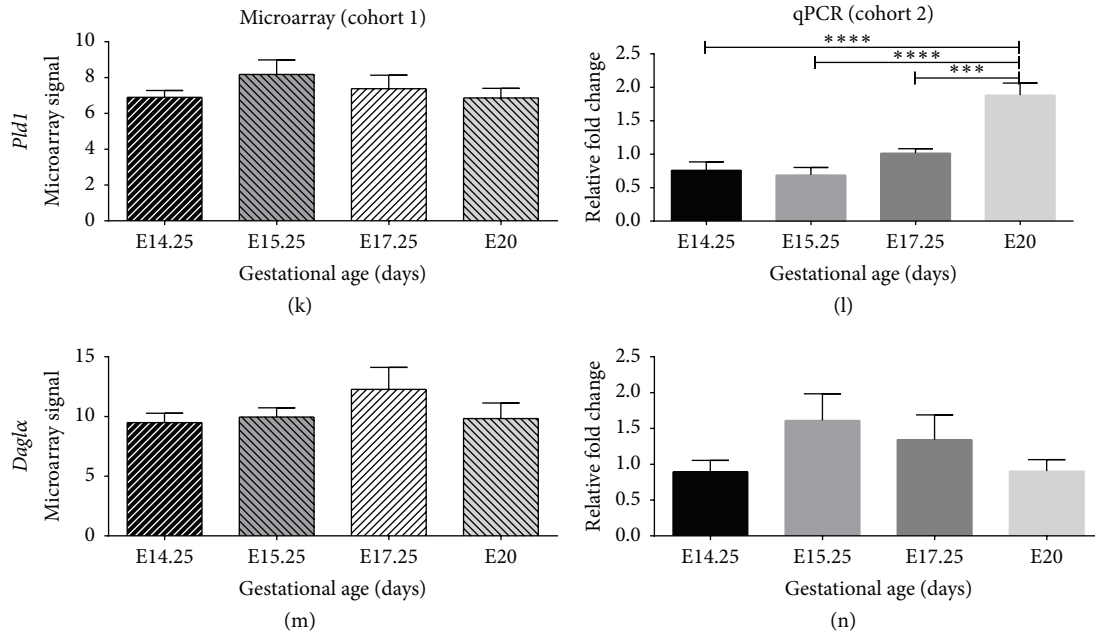 Microarray (cohort 1)
qPCR (cohort 2)
Pld1
Microarray signal
10
8
6
4
2
0
E14.25 E15.25 E17.25 E20
Gestational age (days)
(k)
Relative fold change
2.5
2.0
1.5
1.0
0.5
0.0
****
****
***
E14.25 E15.25 E17.25 E20
Gestational age (days)
(l)
Daglα
Microarray signal
15
10
5
0
E14.25 E15.25 E17.25 E20
Gestational age (days)
(m)
Relative fold change
2.5
2.0
1.5
1.0
0.5
0.0
E14.25 E15.25 E17.25 E20
Gestational age (days)
(n)